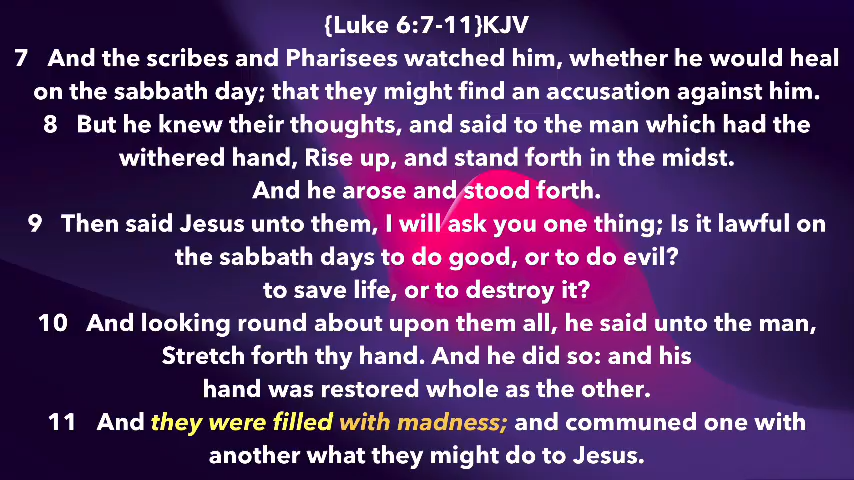 {Luke 6:7-11}KJV
7 And the scribes and Pharisees watched him, whether he would heal
on the sabbath day; that they might find an accusation against him.
8 But he knew their thoughts, and said to the man which had the
withered hand, Rise up, and stand forth in the midst.
And he arose and stood forth.
9 Then said Jesus unto them, I will ask you one thing; Is it lawful on
the sabbath days to do good, or to do evil?
to save life, or to destroy it?
10 And looking round about upon them all, he said unto the man,
Stretch forth thy hand. And he did so: and his
hand was restored whole as the other.
11 And they were filled with madness; and communed one with
another what they might do to Jesus.